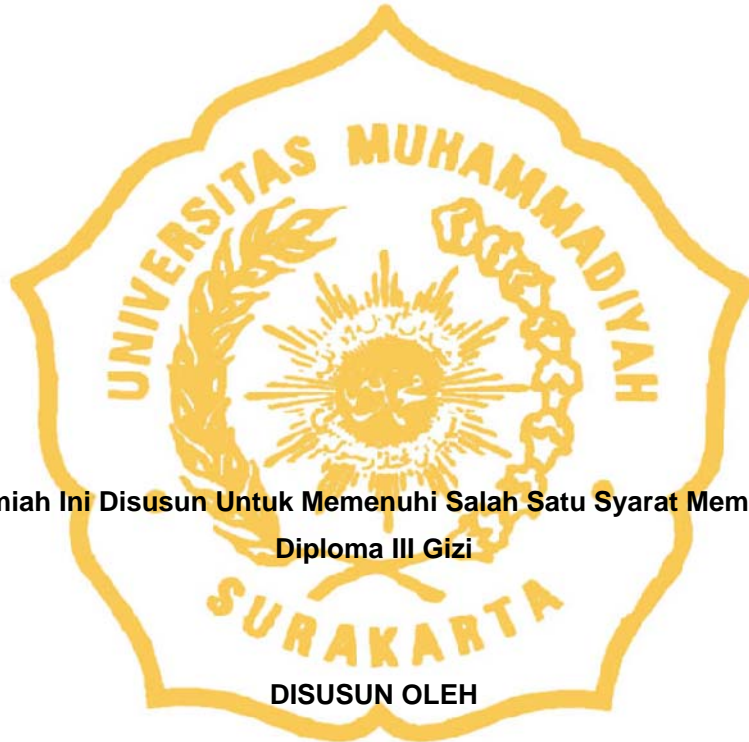 UNIVERSITAS MUHAMMADIYAH
miah Ini Disusun Untuk Memenuhi Salah Satu Syarat Mem
Diploma III Gizi
SURAKARTA
DISUSUN OLEH